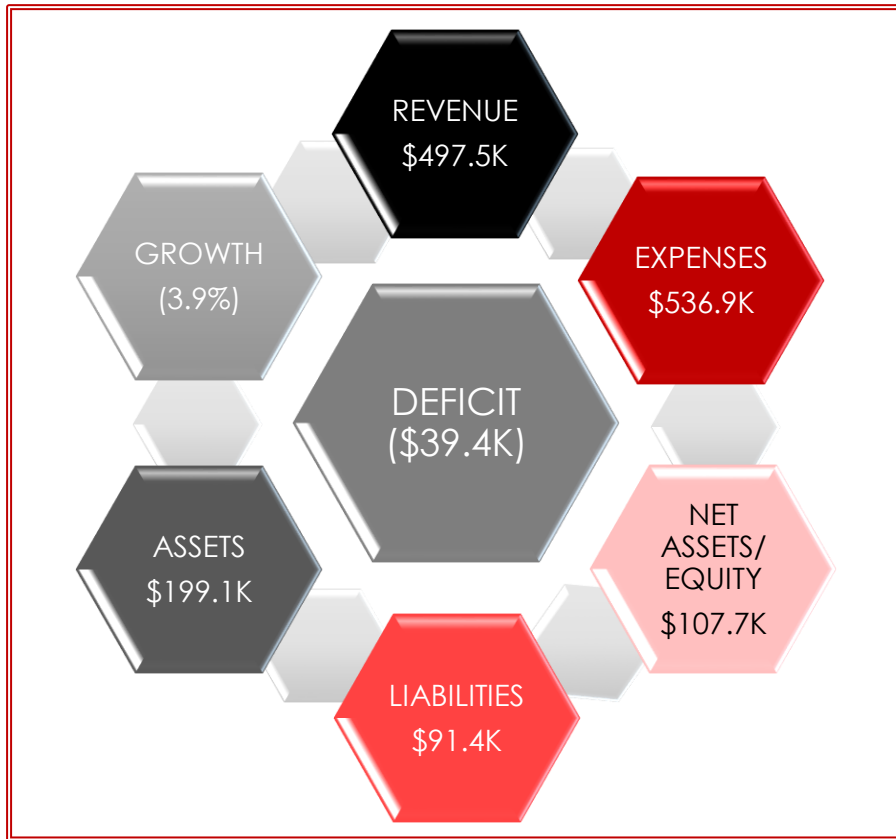 REVENUE
$497.5K
GROWTH
(3.9%)
EXPENSES
$536.9K
DEFICIT
($39.4K)
ASSETS
$199.1K
NET
ASSETS/
EQUITY
$107.7K
LIABILITIES
$91.4K